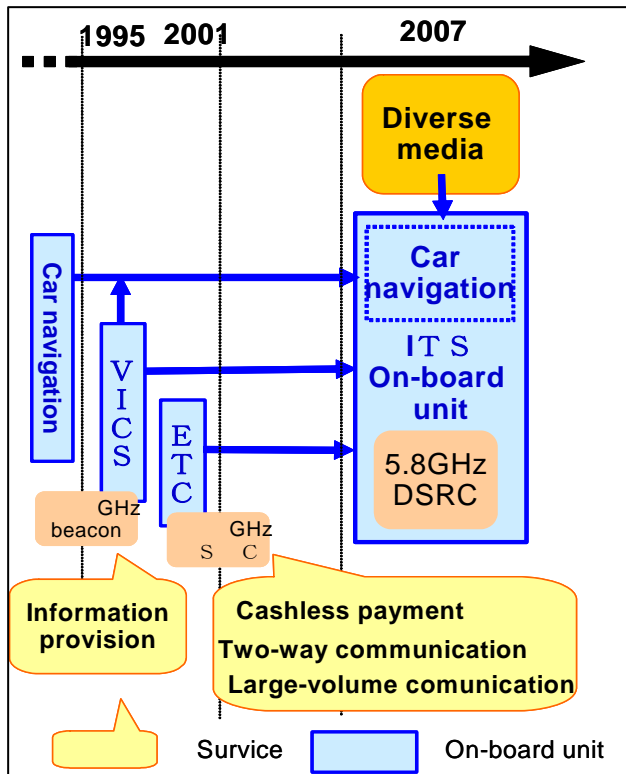 1995
2001
2007
Diverse
media
Car navigation
Car
navigation
VICS
ETC
ITS
On-board
unit
5.8GHz
DSRC
GHz
beacon
GHz
S C
Information
provision
Cashless payment
Two-way communication
Large-volume comunication
Survice
On-board unit